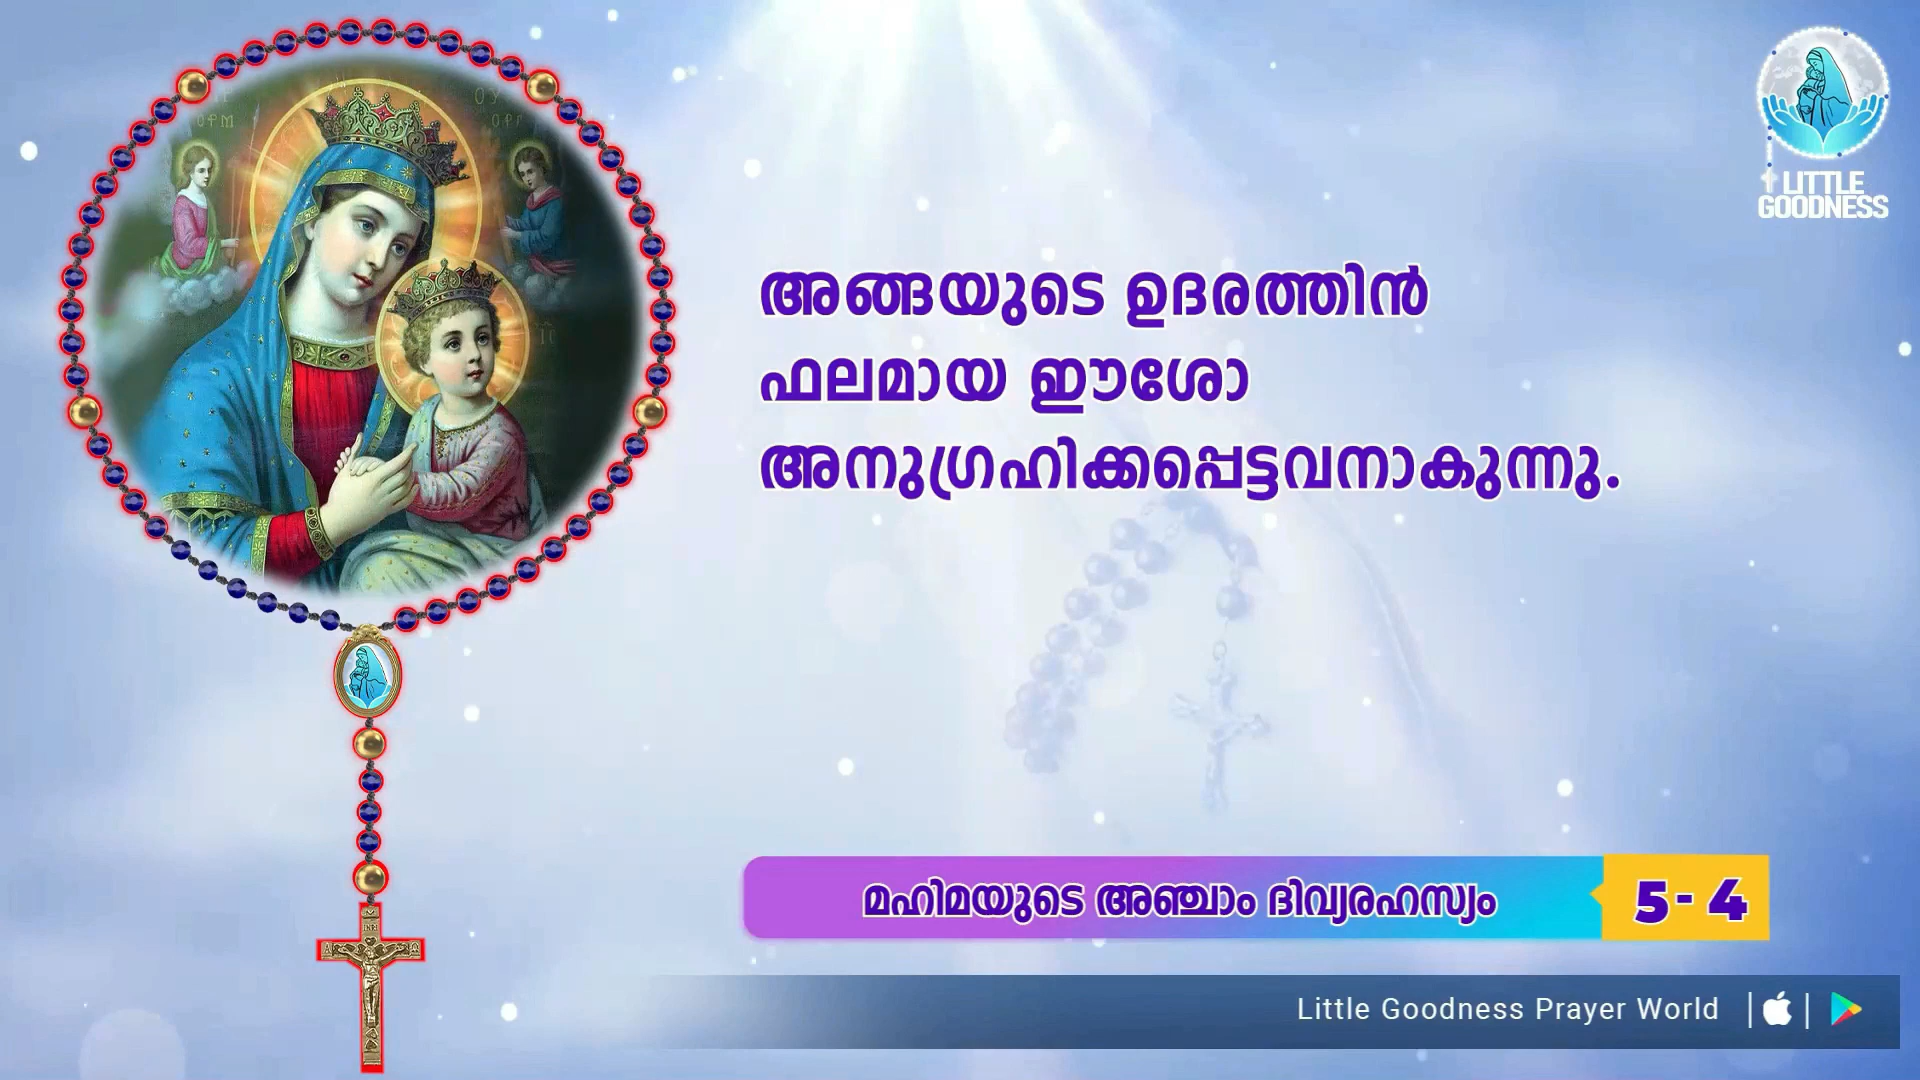 LITTLE
GOODNESS
അങ്ങയുടെ ഉദരത്തിൻ
ഫലമായ ഈശോ
അനുഗ്രഹിക്കപ്പെട്ടവനാകുന്നു.
മഹിമയുടെ അഞ്ചാം ദിവ്യരഹസ്യം
5 - 4
Little Goodness Prayer World
INRI